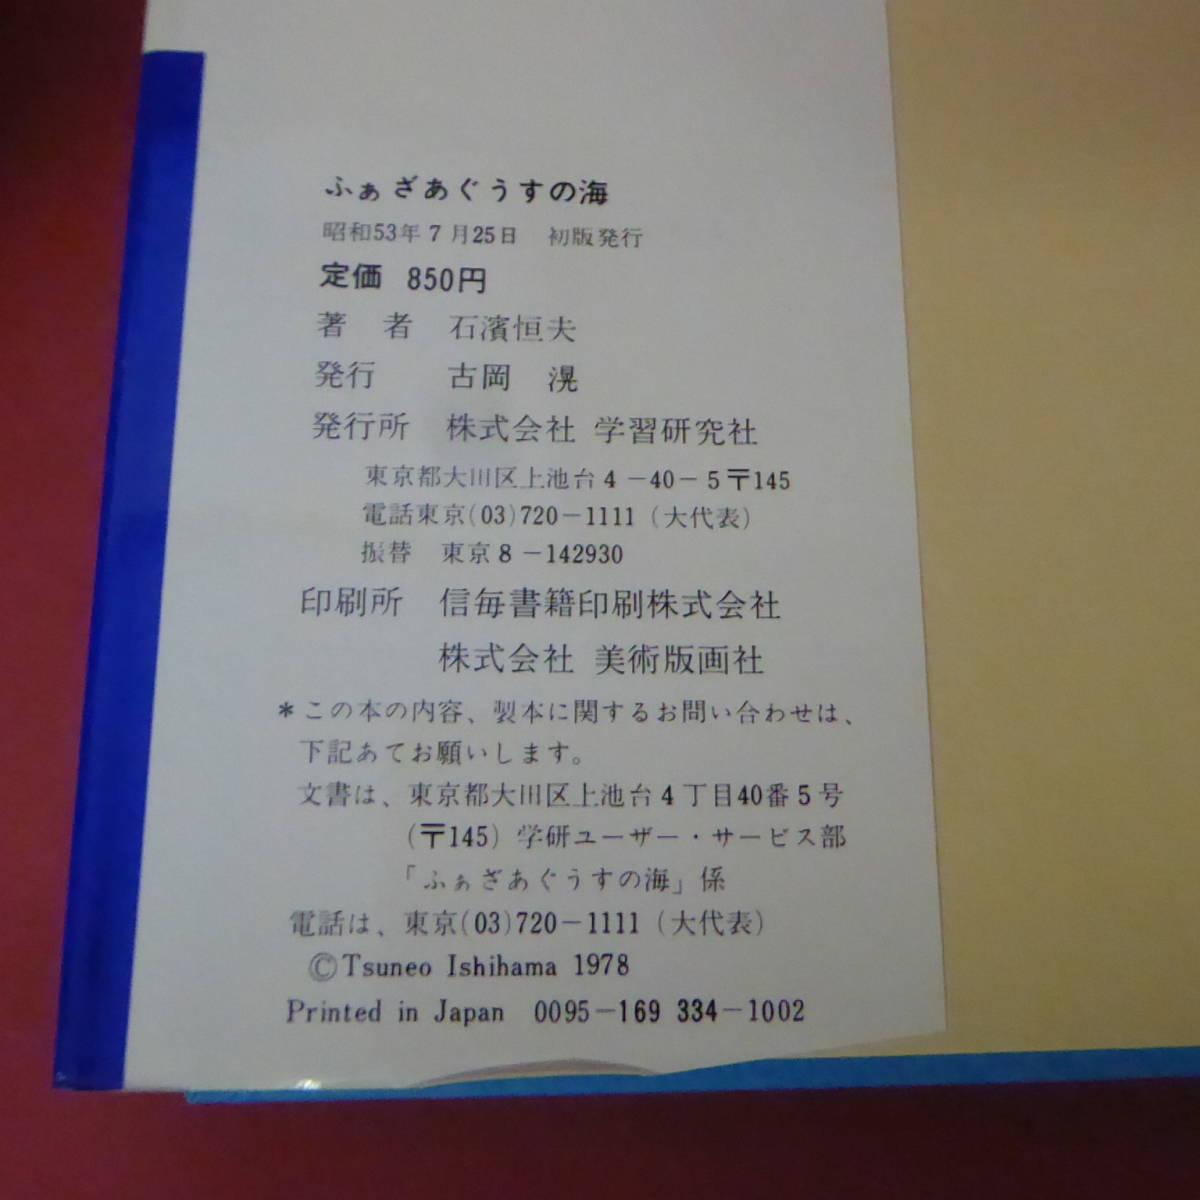 ふぁざあぐうすの海
昭和53年7月25日 初版発行
定価 850円
著者 石濱恒夫
発行 古岡 滉
発行所 株式会社 学習研究社
東京都大田区上池台4-40-5〒145
電話東京(03)720-1111(大代表)
振替 東京8-142930
印刷所 信毎書籍印刷株式会社
株式会社 美術版画社
*この本の内容、製本に関するお問い合わせは、
下記あてお願いします。
文書は、東京都大田区上池台4丁目40番5号
(〒145)学研ユーザー・サービス部
「ふぁざあぐうすの海」係
電話は、東京(03)720-1111(大代表)
©Tsuneo Ishihama 1978
Printed in Japan 0095-169 334-1002